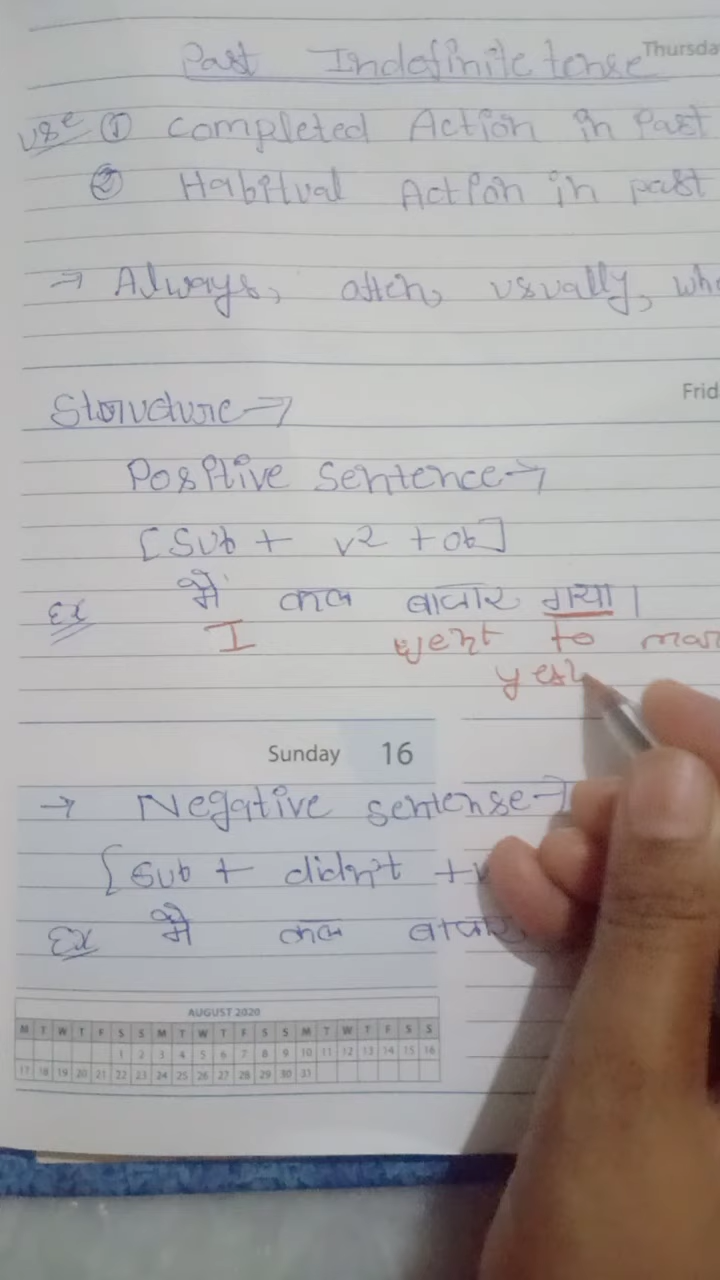 Past Indefinite tense Thursda
Use ① Completed Action in Past
② Habitual Action in past
→ Always, often, usually, whe
Frid
Structure →
Positive Sentence →
[Sub + v2 + ob]
Ex मैं कल बाजार गया।
I went to mar
yest
Sunday 16
→ Negative sentense →
[Sub + didn't + v
Ex मैं कल बाजार
AUGUST 2020
M T W T F S S M T W T F S S M T W T F S S
1 2 3 4 5 6 7 8 9 10 11 12 13 14 15 16
17 18 19 20 21 22 23 24 25 26 27 28 29 30 31